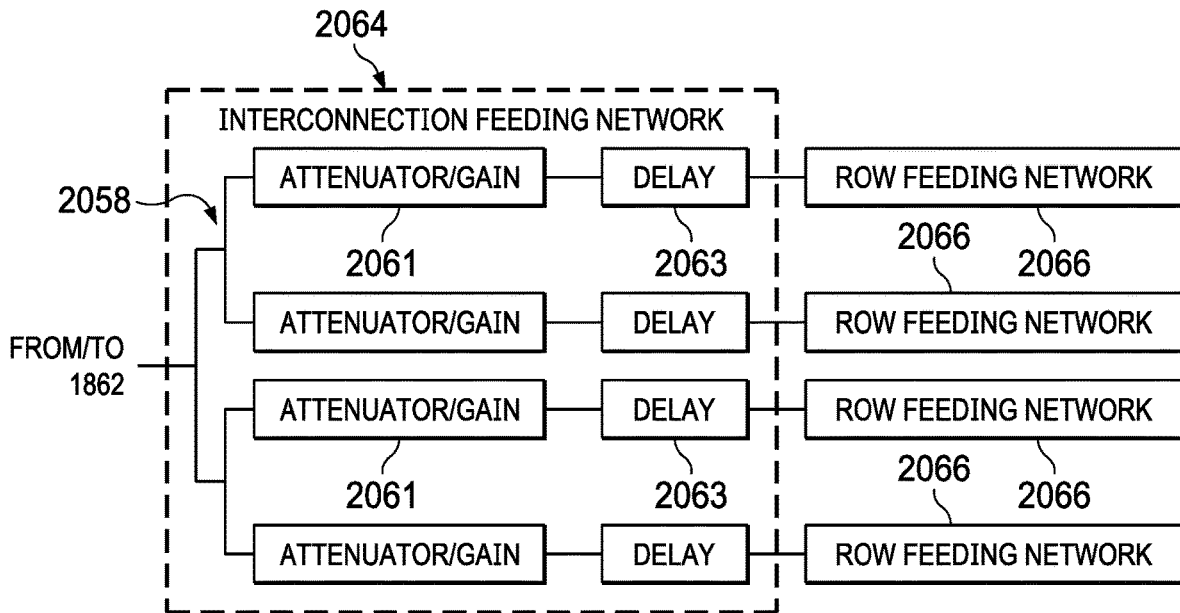 2064
INTERCONNECTION FEEDING NETWORK
2058
ATTENUATOR/GAIN DELAY ROW FEEDING NETWORK
2061 2063 2066 2066
ATTENUATOR/GAIN DELAY ROW FEEDING NETWORK
FROM/TO
1862
ATTENUATOR/GAIN DELAY ROW FEEDING NETWORK
2061 2063 2066 2066
ATTENUATOR/GAIN DELAY ROW FEEDING NETWORK